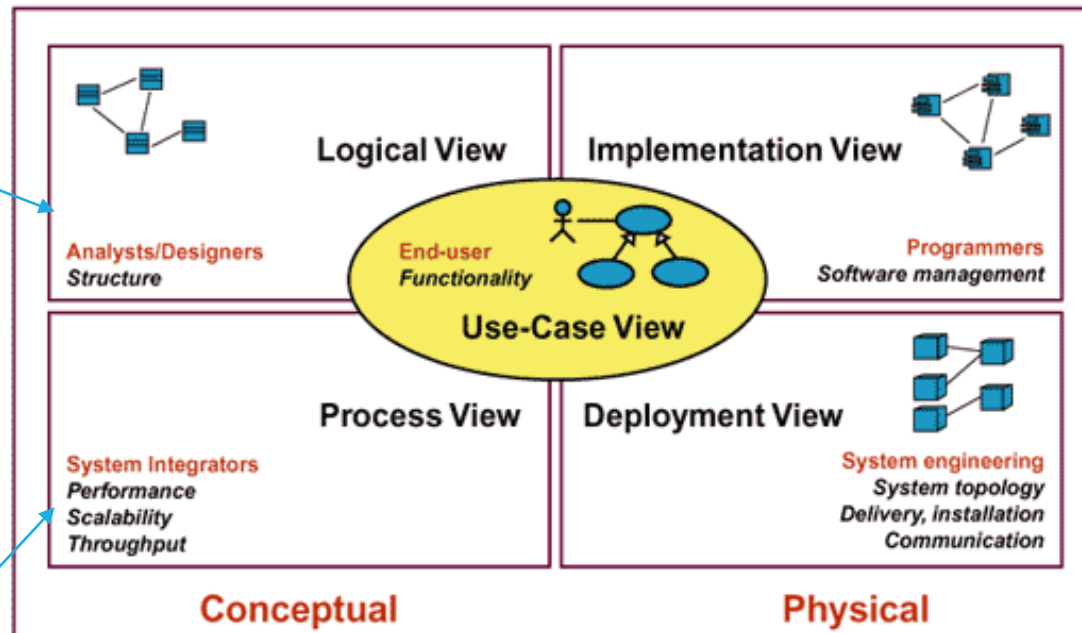 Logical View
Analysts/Designers
Structure
Implementation View
Programmers
Software management
End-user
Functionality
Use-Case View
Process View
System Integrators
Performance
Scalability
Throughput
Deployment View
System engineering
System topology
Delivery, installation
Communication
Conceptual
Physical